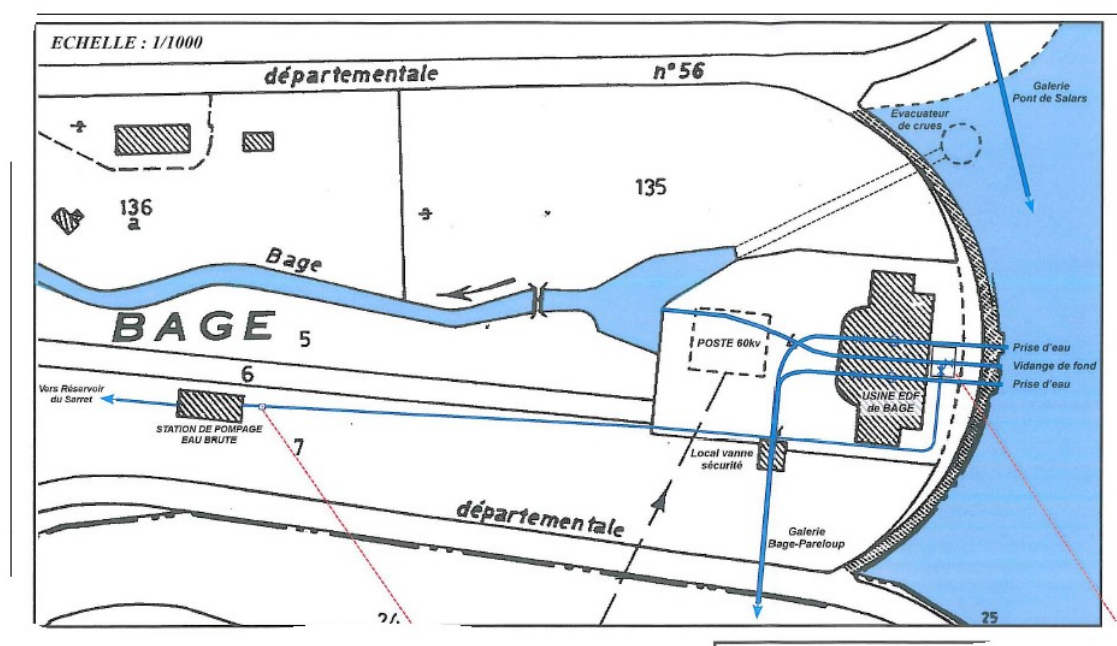 ECHELLE : 1/1000
départementale n° 56
Galerie
Pont de Salars
Evacuateur
de crues
135
136
a
Bage
BAGE
5
POSTE 60kv
Prise d'eau
Vidange de fond
Prise d'eau
6
Vers Réservoir
du Sarret
USINE EDF
de BAGE
STATION DE POMPAGE
EAU BRUTE
7
Local vanne
sécurité
départementale
Galerie
Bage-Pareloup
24
25